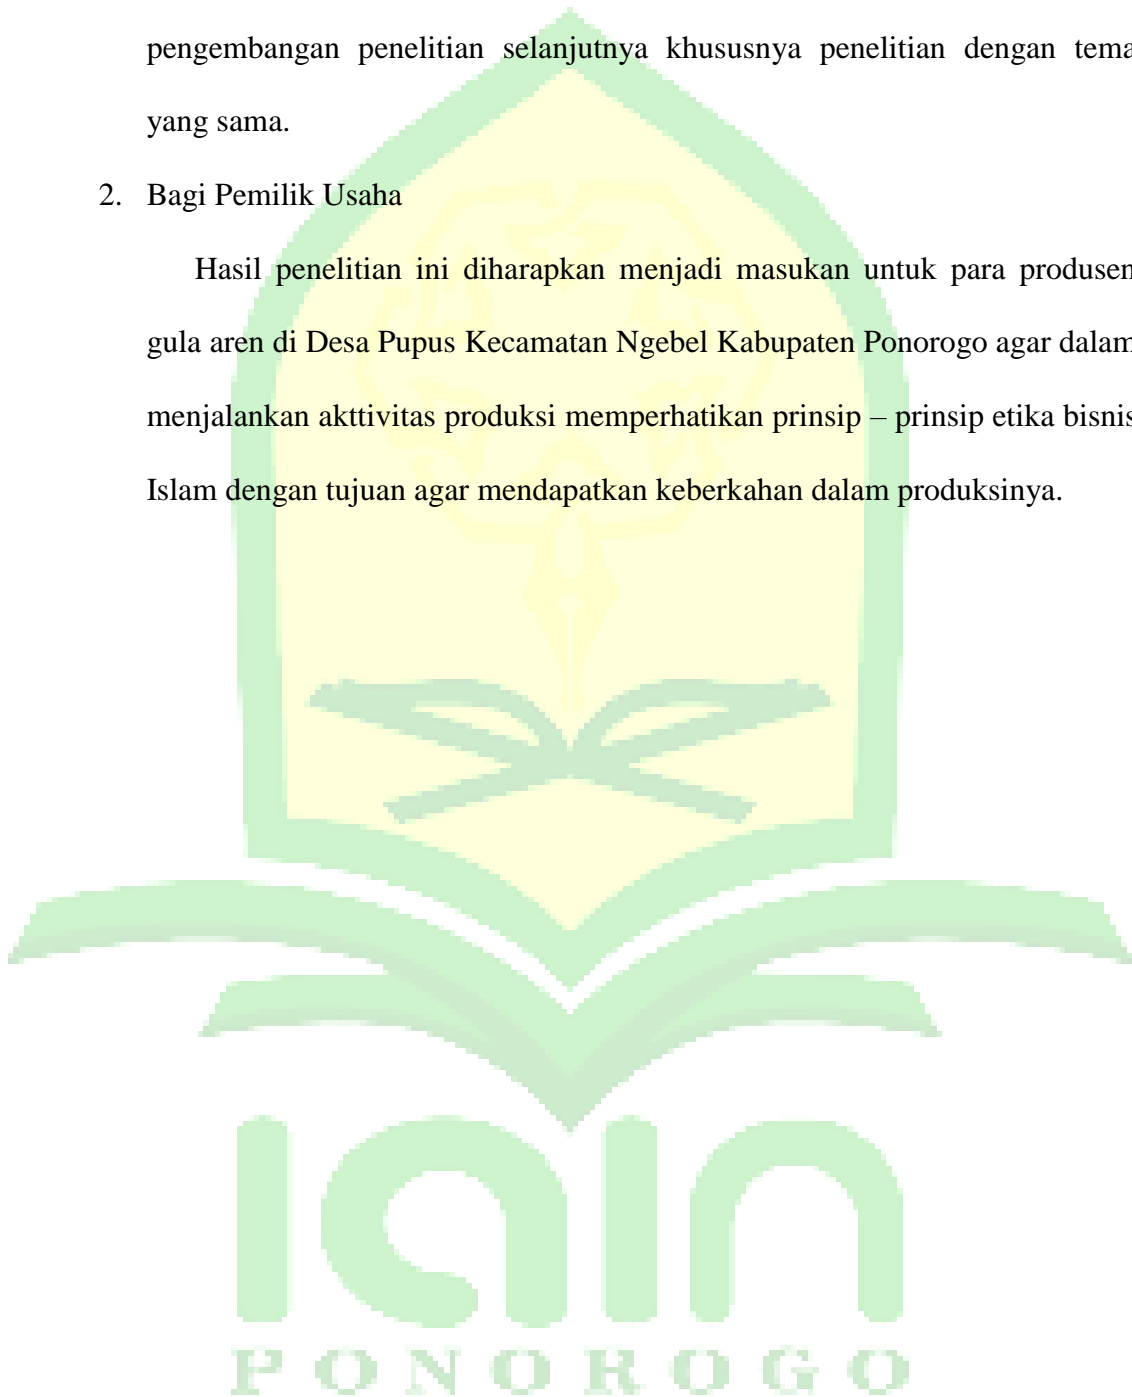 pengembangan penelitian selanjutnya khususnya penelitian dengan tema
yang sama.
2. Bagi Pemilik Usaha
Hasil penelitian ini diharapkan menjadi masukan untuk para produsen
gula aren di Desa Pupus Kecamatan Ngebel Kabupaten Ponorogo agar dalam
menjalankan akttivitas produksi memperhatikan prinsip – prinsip etika bisnis
Islam dengan tujuan agar mendapatkan keberkahan dalam produksinya.
iain
PONOROGO